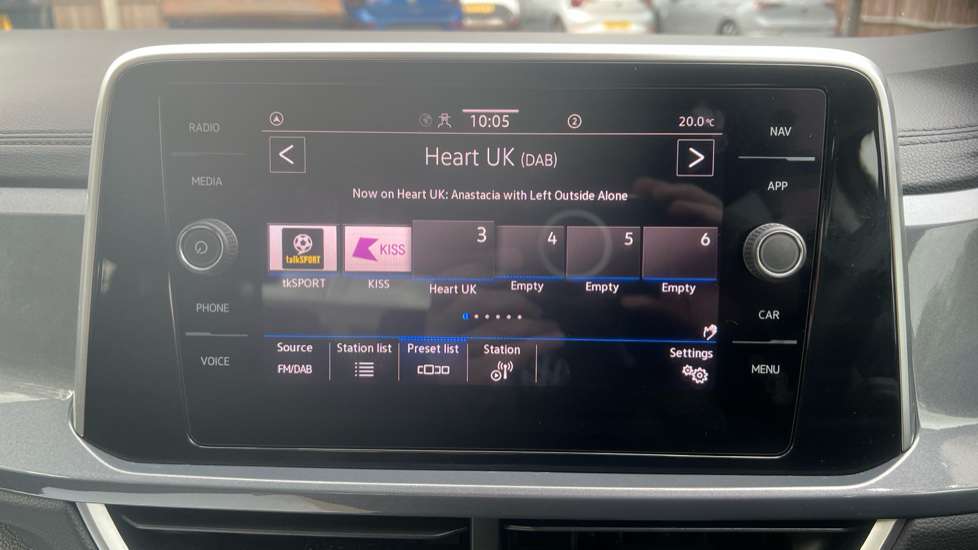 RADIO
MEDIA
PHONE
VOICE
10:05
2
20.0°C
Heart UK (DAB)
Now on Heart UK: Anastacia with Left Outside Alone
talkSPORT
KISS
3
4
5
6
tkSPORT
KISS
Heart UK
Empty
Empty
Empty
Source
Station list
Preset list
Station
Settings
FM/DAB
NAV
APP
CAR
MENU